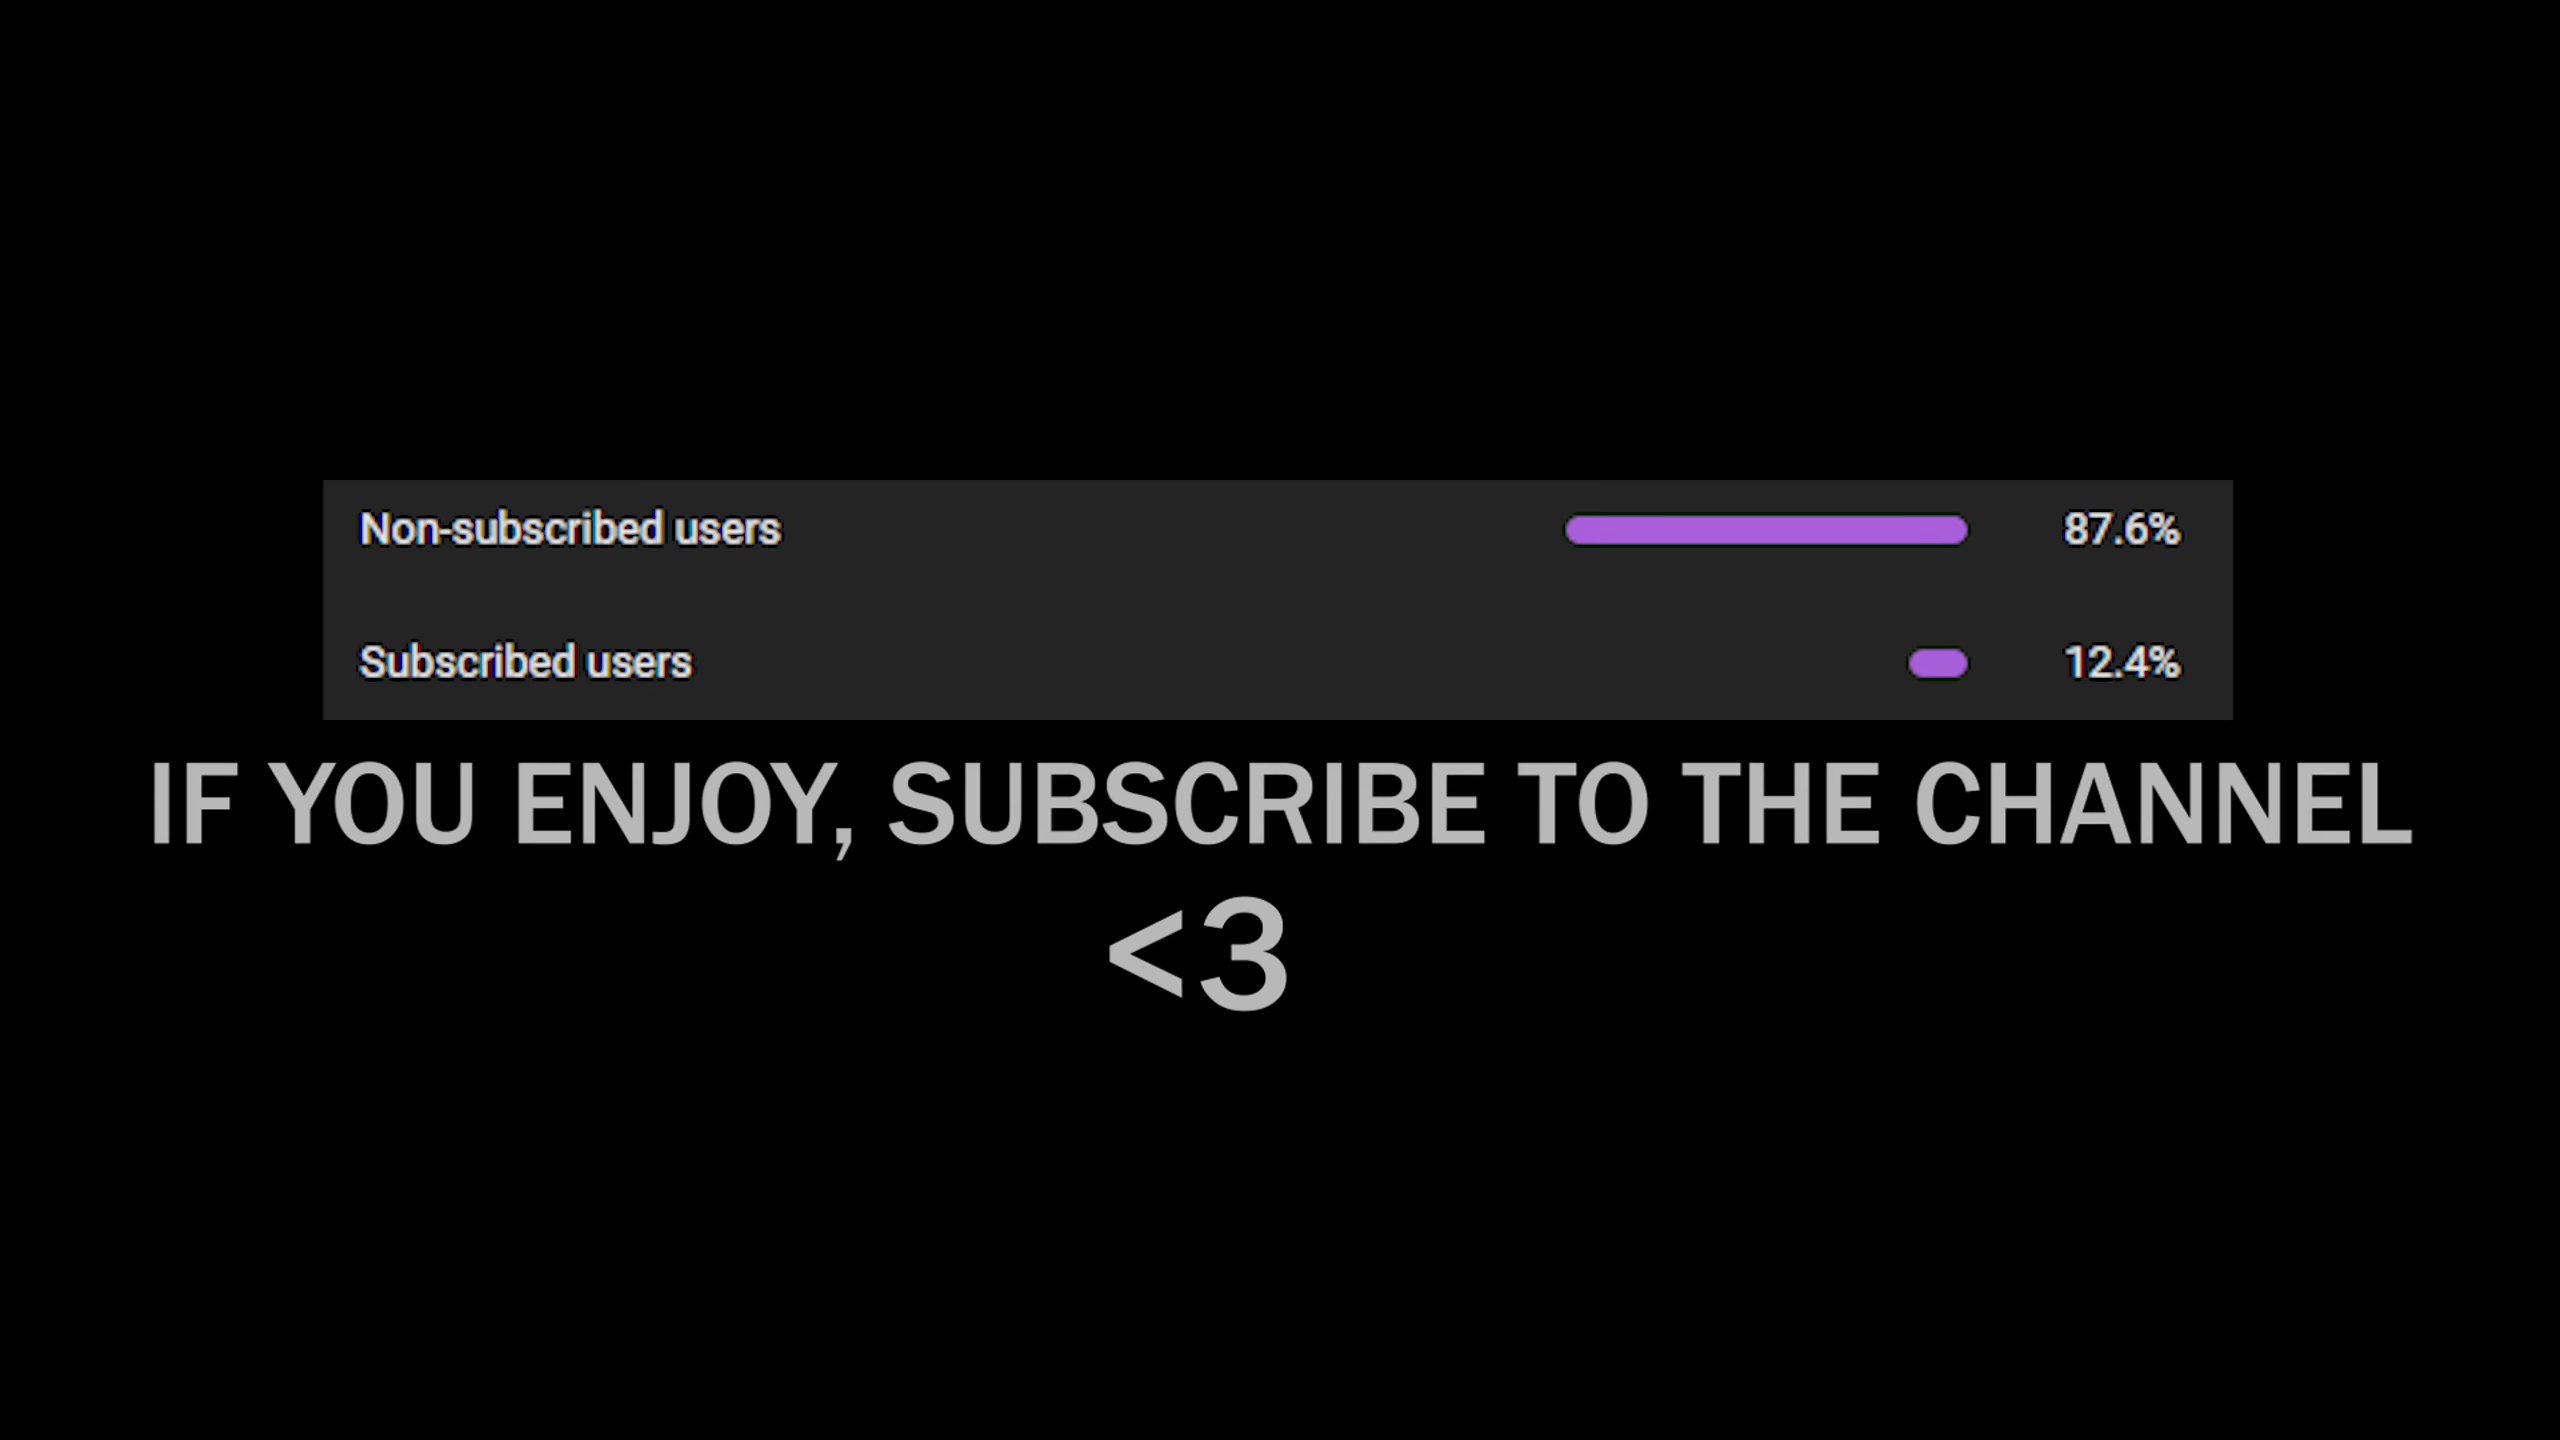 Non-subscribed users 87.6%
Subscribed users 12.4%
IF YOU ENJOY, SUBSCRIBE TO THE CHANNEL
<3